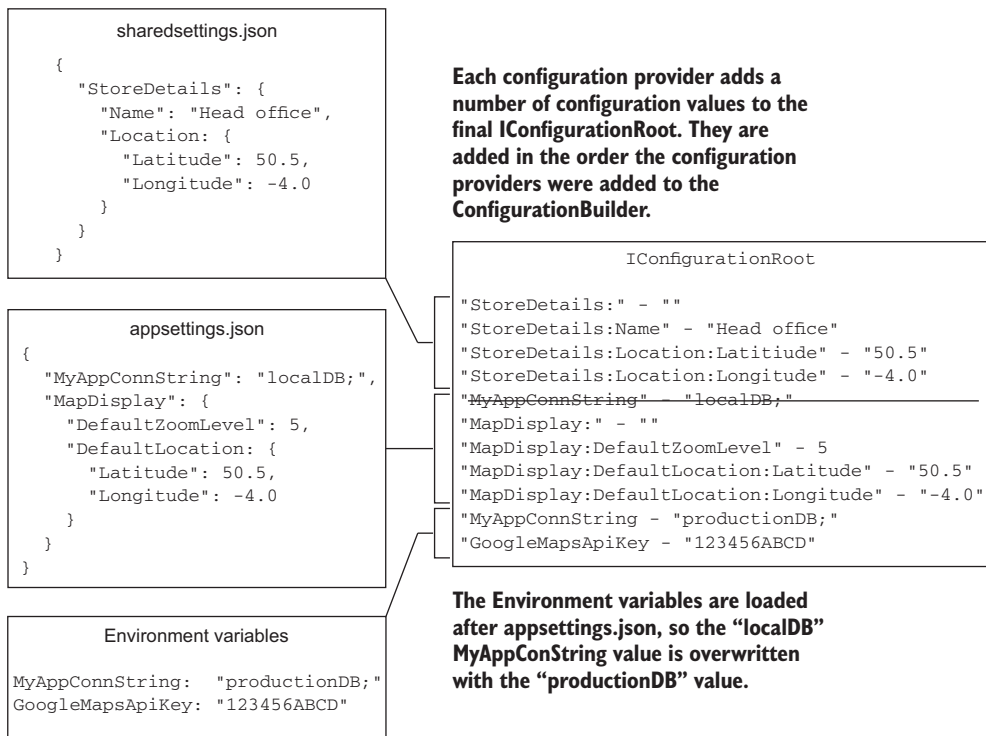 sharedsettings.json
{
"StoreDetails": {
"Name": "Head office",
"Location: {
"Latitude": 50.5,
"Longitude": -4.0
}
}
}
Each configuration provider adds a
number of configuration values to the
final IConfigurationRoot. They are
added in the order the configuration
providers were added to the
ConfigurationBuilder.
appsettings.json
{
"MyAppConnString": "localDB;",
"MapDisplay": {
"DefaultZoomLevel": 5,
"DefaultLocation: {
"Latitude": 50.5,
"Longitude": -4.0
}
}
}
IConfigurationRoot
"StoreDetails:" - ""
"StoreDetails:Name" - "Head office"
"StoreDetails:Location:Latitiude" - "50.5"
"StoreDetails:Location:Longitude" - "-4.0"
"MyAppConnString" - "localDB;"
"MapDisplay:" - ""
"MapDisplay:DefaultZoomLevel" - 5
"MapDisplay:DefaultLocation:Latitude" - "50.5"
"MapDisplay:DefaultLocation:Longitude" - "-4.0"
"MyAppConnString - "productionDB;"
"GoogleMapsApiKey - "123456ABCD"
Environment variables
MyAppConnString: "productionDB;"
GoogleMapsApiKey: "123456ABCD"
The Environment variables are loaded
after appsettings.json, so the “localDB”
MyAppConString value is overwritten
with the “productionDB” value.